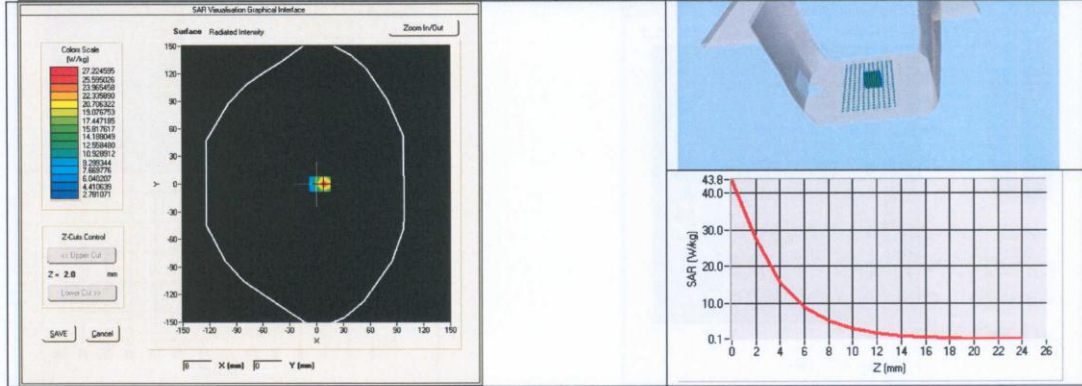 SAR Visualisation Graphical Interface
Surface Radiated Intensity
Zoom In/Out
Colors Scale
(W/kg)
27.224595
25.595026
23.965458
22.335890
20.706322
19.076753
17.447185
15.817617
14.188049
12.558480
10.928912
9.299344
7.669776
6.040207
4.410639
2.781071
150
120
90
60
30
0
-30
-60
-90
-120
-150
Y
-150 -120 -90 -60 -30 0 30 60 90 120 150
X
Z-Cuts Control
<< Upper Cut
Z = 2.0 mm
Lower Cut >>
SAVE Cancel
8 X (mm) 0 Y (mm)
43.8
40.0
30.0
20.0
10.0
0.1
SAR (W/kg)
0 2 4 6 8 10 12 14 16 18 20 22 24 26
Z (mm)